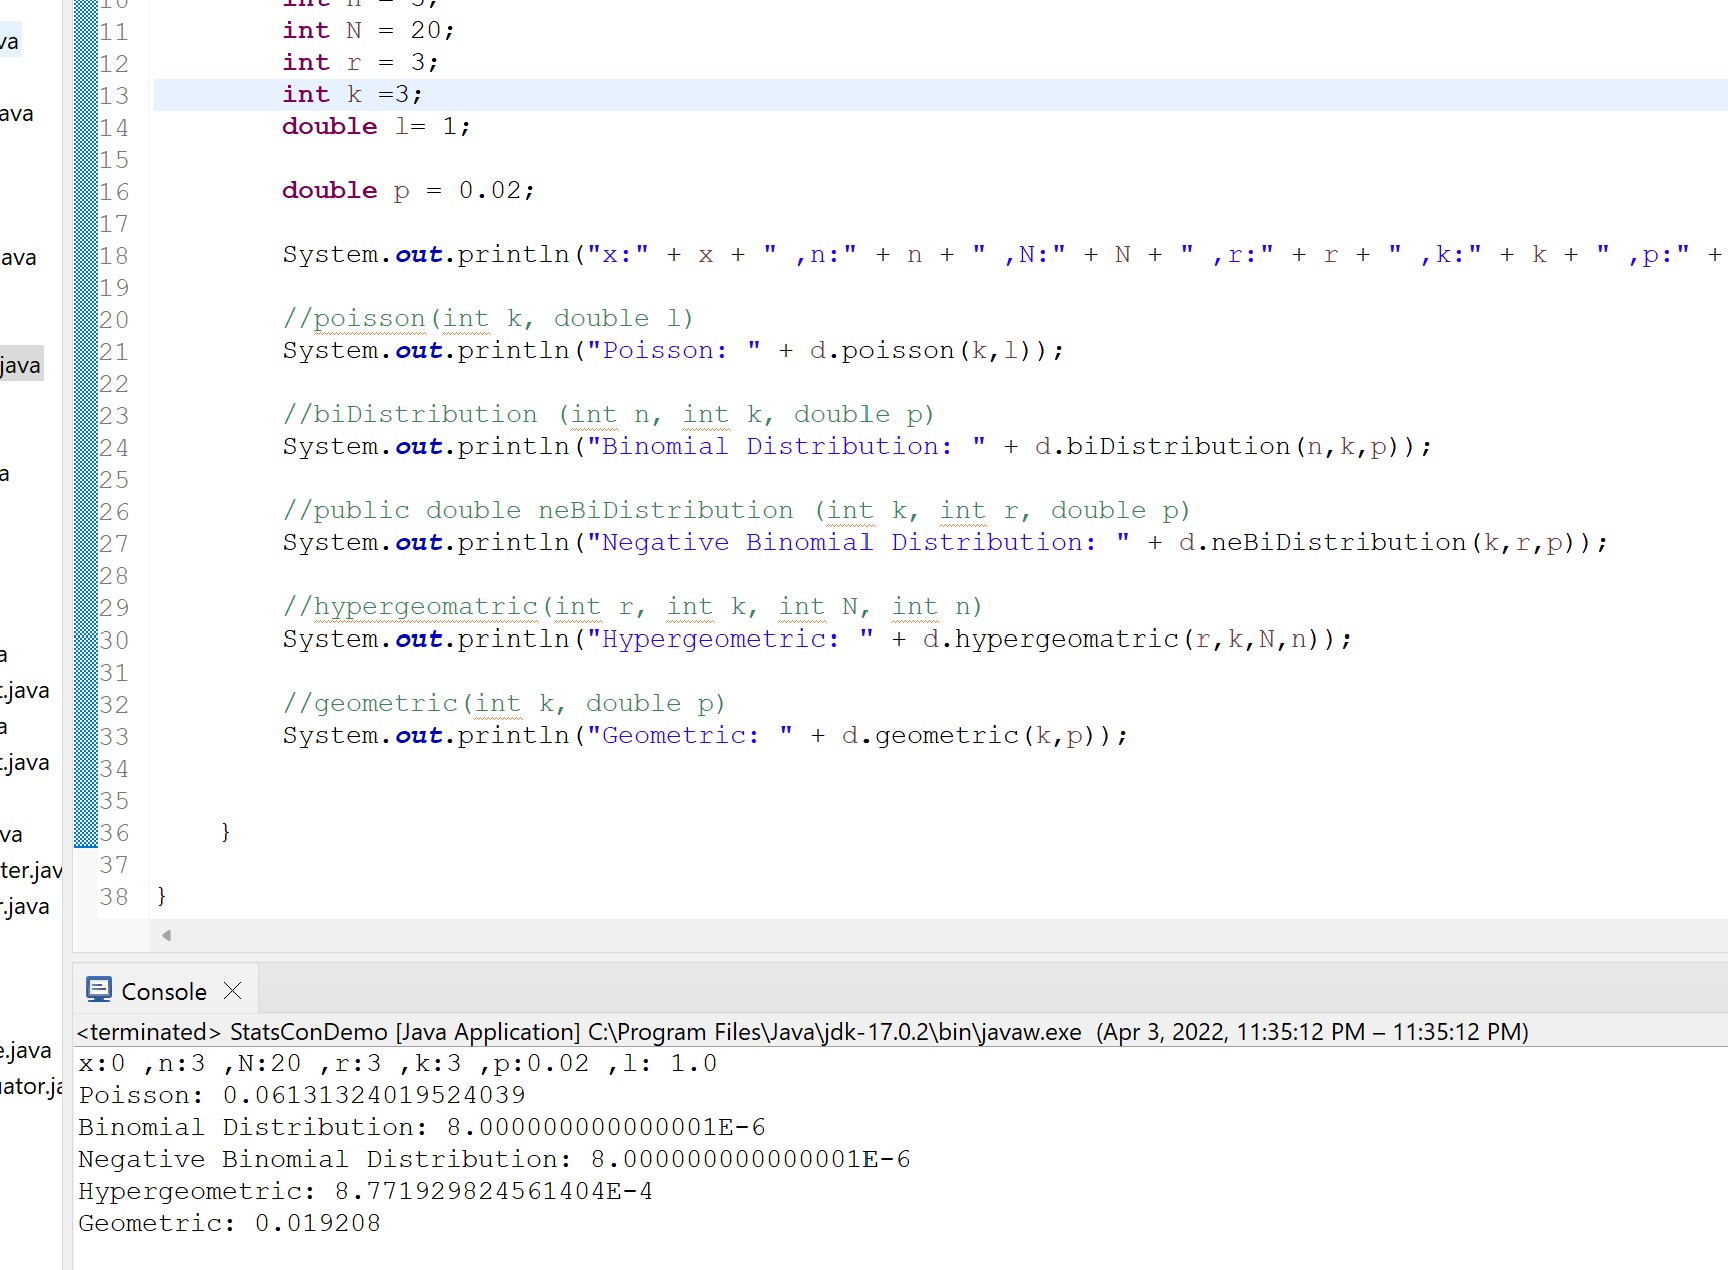 va
ava
ava
java
a
a
t.java
a
t.java
va
ter.jav
r.java
e.java
uator.ja
10 int n = 3;
11 int N = 20;
12 int r = 3;
13 int k =3;
14 double l= 1;
15
16 double p = 0.02;
17
18 System.out.println("x:" + x + " ,n:" + n + " ,N:" + N + " ,r:" + r + " ,k:" + k + " ,p:" +
19
20 //poisson(int k, double l)
21 System.out.println("Poisson: " + d.poisson(k,l));
22
23 //biDistribution (int n, int k, double p)
24 System.out.println("Binomial Distribution: " + d.biDistribution(n,k,p));
25
26 //public double neBiDistribution (int k, int r, double p)
27 System.out.println("Negative Binomial Distribution: " + d.neBiDistribution(k,r,p));
28
29 //hypergeomatric(int r, int k, int N, int n)
30 System.out.println("Hypergeometric: " + d.hypergeomatric(r,k,N,n));
31
32 //geometric(int k, double p)
33 System.out.println("Geometric: " + d.geometric(k,p));
34
35
36 }
37
38 }
Console
<terminated> StatsConDemo [Java Application] C:\Program Files\Java\jdk-17.0.2\bin\javaw.exe (Apr 3, 2022, 11:35:12 PM – 11:35:12 PM)
x:0 ,n:3 ,N:20 ,r:3 ,k:3 ,p:0.02 ,l: 1.0
Poisson: 0.06131324019524039
Binomial Distribution: 8.000000000000001E-6
Negative Binomial Distribution: 8.000000000000001E-6
Hypergeometric: 8.771929824561404E-4
Geometric: 0.019208